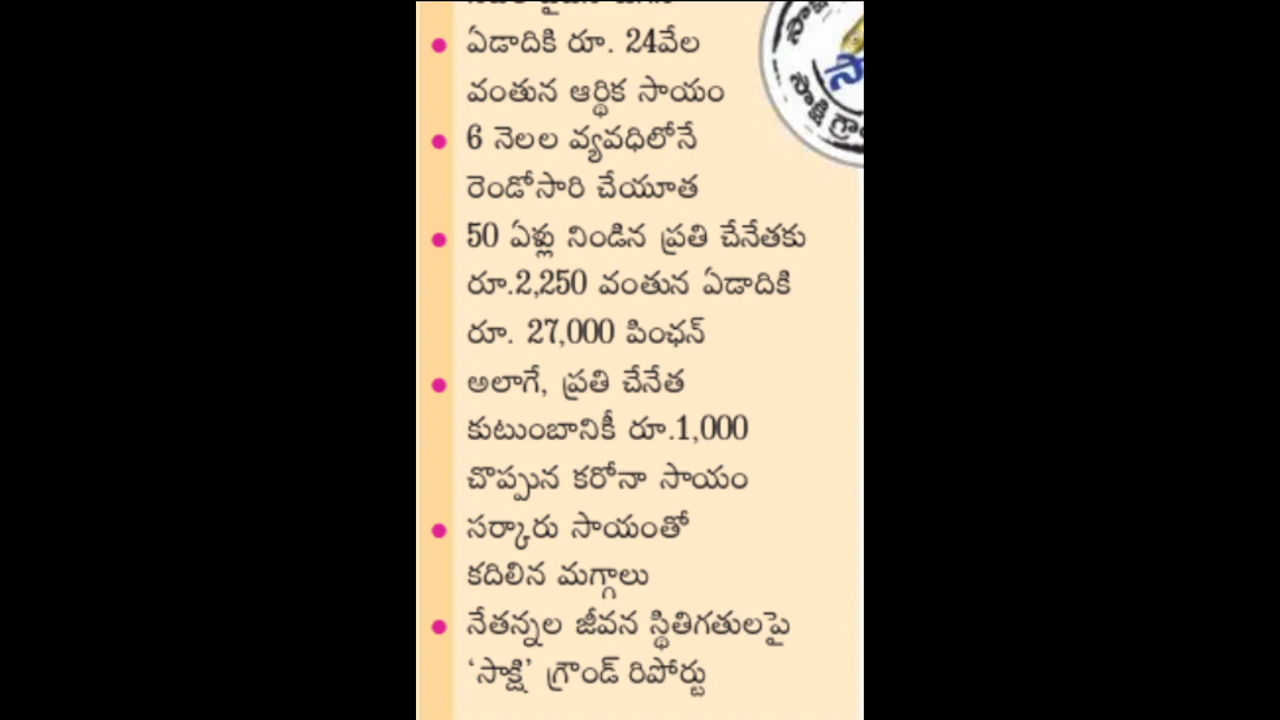 ఏడాదికి రూ. 24వేల
వంతున ఆర్థిక సాయం
6 నెలల వ్యవధిలోనే
రెండోసారి చేయూత
50 ఏళ్లు నిండిన ప్రతి చేనేతకు
రూ.2,250 వంతున ఏడాదికి
రూ. 27,000 పింఛన్
అలాగే, ప్రతి చేనేత
కుటుంబానికీ రూ.1,000
చొప్పున కరోనా సాయం
సర్కారు సాయంతో
కదిలిన మగ్గాలు
నేతన్నల జీవన స్థితిగతులపై
‘సాక్షి’ గ్రౌండ్ రిపోర్టు
సాక్షి